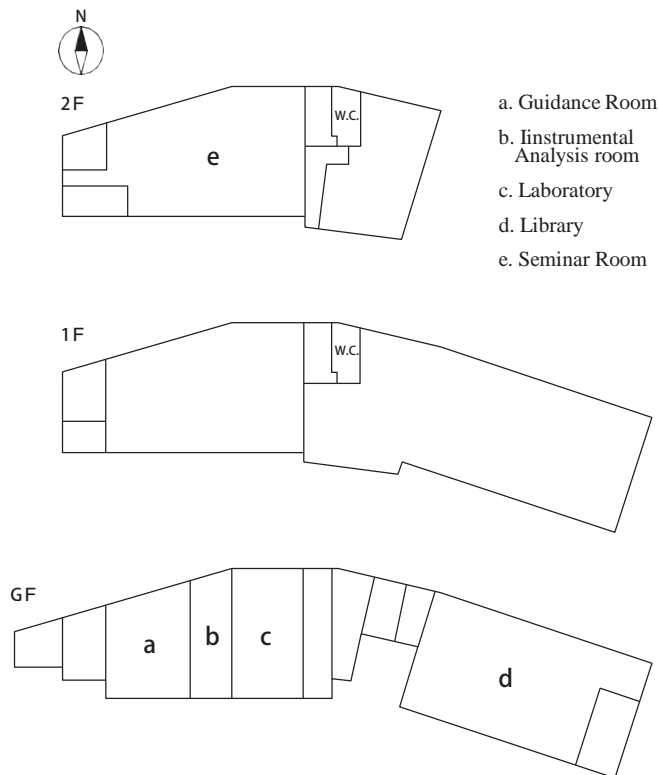 N
2F
W.C.
e
a. Guidance Room
b. Iinstrumental
Analysis room
c. Laboratory
d. Library
e. Seminar Room
1F
W.C.
GF
a
b
c
d